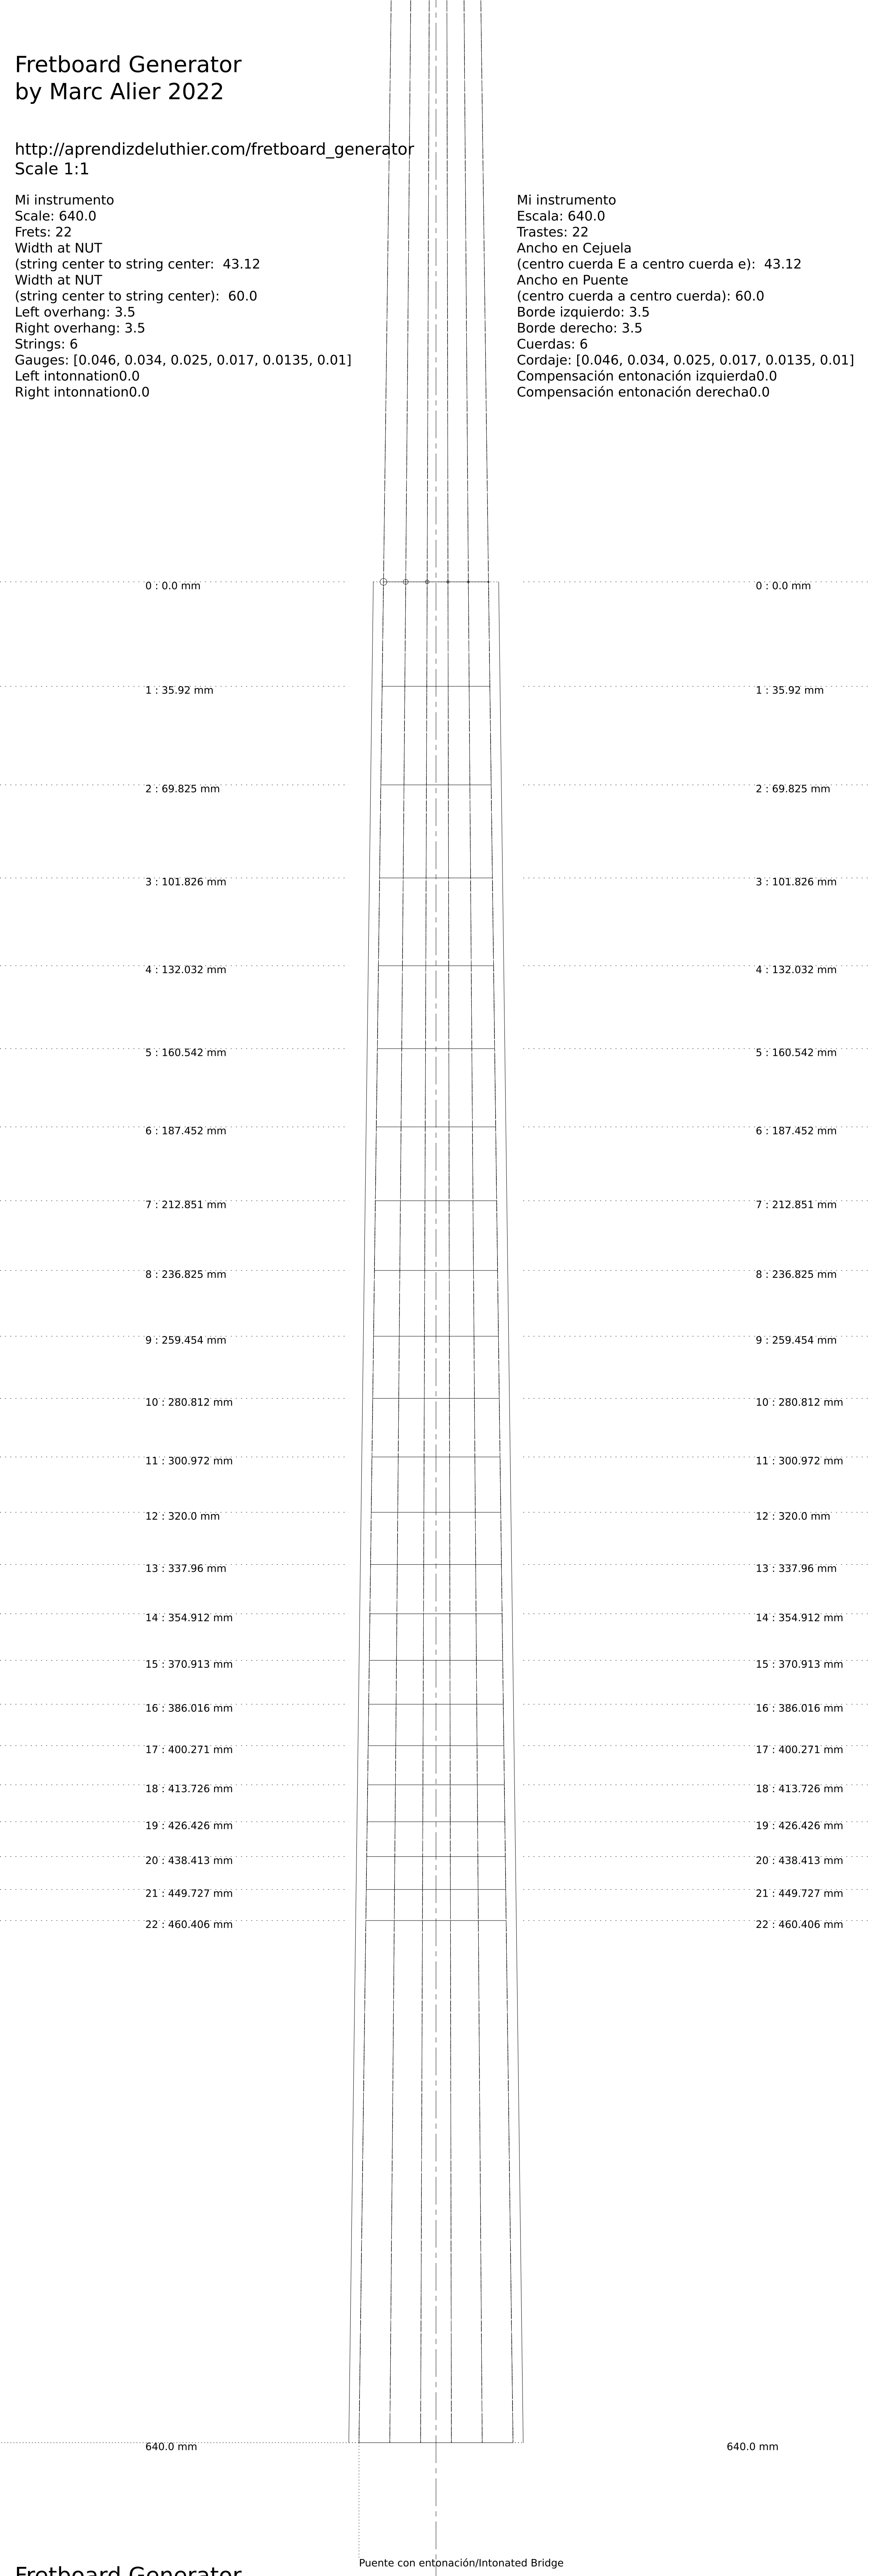 Fretboard Generator
by Marc Alier 2022
http://aprendizdeluthier.com/fretboard_generator
Scale 1:1
Mi instrumento
Scale: 640.0
Frets: 22
Width at NUT
(string center to string center:  43.12
Width at NUT
(string center to string center):  60.0
Left overhang: 3.5
Right overhang: 3.5
Strings: 6
Gauges: [0.046, 0.034, 0.025, 0.017, 0.0135, 0.01]
Left intonnation0.0
Right intonnation0.0
Mi instrumento
Escala: 640.0
Trastes: 22
Ancho en Cejuela
(centro cuerda E a centro cuerda e):  43.12
Ancho en Puente
(centro cuerda a centro cuerda): 60.0
Borde izquierdo: 3.5
Borde derecho: 3.5
Cuerdas: 6
Cordaje: [0.046, 0.034, 0.025, 0.017, 0.0135, 0.01]
Compensación entonación izquierda0.0
Compensación entonación derecha0.0
0 : 0.0 mm
0 : 0.0 mm
1 : 35.92 mm
1 : 35.92 mm
2 : 69.825 mm
2 : 69.825 mm
3 : 101.826 mm
3 : 101.826 mm
4 : 132.032 mm
4 : 132.032 mm
5 : 160.542 mm
5 : 160.542 mm
6 : 187.452 mm
6 : 187.452 mm
7 : 212.851 mm
7 : 212.851 mm
8 : 236.825 mm
8 : 236.825 mm
9 : 259.454 mm
9 : 259.454 mm
10 : 280.812 mm
10 : 280.812 mm
11 : 300.972 mm
11 : 300.972 mm
12 : 320.0 mm
12 : 320.0 mm
13 : 337.96 mm
13 : 337.96 mm
14 : 354.912 mm
14 : 354.912 mm
15 : 370.913 mm
15 : 370.913 mm
16 : 386.016 mm
16 : 386.016 mm
17 : 400.271 mm
17 : 400.271 mm
18 : 413.726 mm
18 : 413.726 mm
19 : 426.426 mm
19 : 426.426 mm
20 : 438.413 mm
20 : 438.413 mm
21 : 449.727 mm
21 : 449.727 mm
22 : 460.406 mm
22 : 460.406 mm
640.0 mm
640.0 mm
Puente con entonación/Intonated Bridge
Fretboard Generator